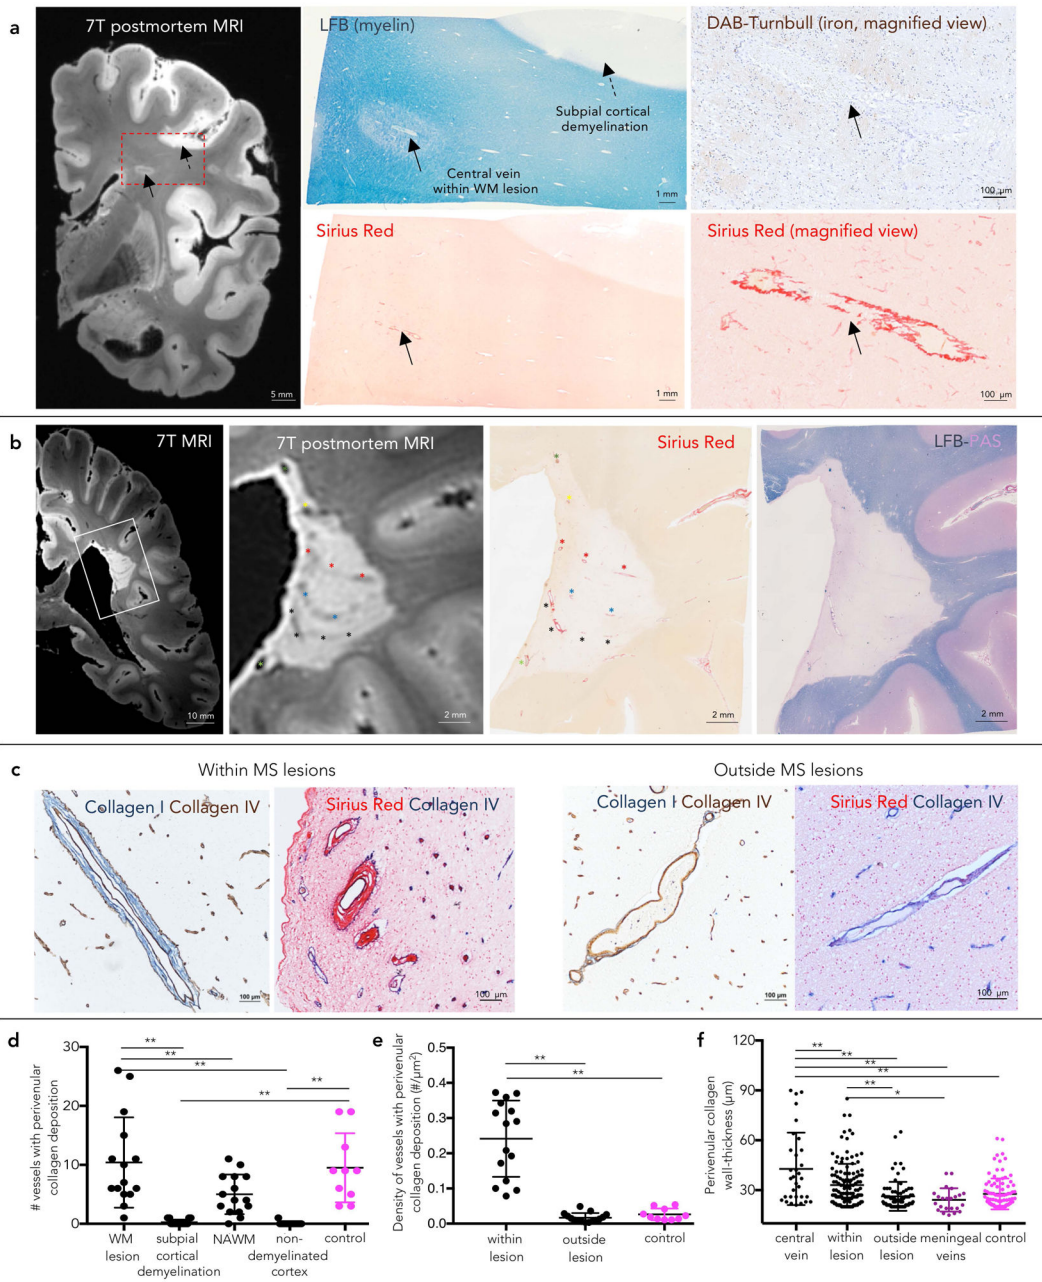 a
7T postmortem MRI
5 mm
LFB (myelin)
Subpial cortical
demyelination
Central vein
within WM lesion
1 mm
DAB-Turnbull (iron, magnified view)
100 µm
Sirius Red
1 mm
Sirius Red (magnified view)
100 µm
b
7T MRI
10 mm
7T postmortem MRI
2 mm
Sirius Red
2 mm
LFB-PAS
2 mm
c
Within MS lesions
Outside MS lesions
Collagen I Collagen IV
100 µm
Sirius Red Collagen IV
100 µm
Collagen I Collagen IV
100 µm
Sirius Red Collagen IV
100 µm
d
# vessels with perivenular
collagen deposition
30
20
10
0
**
**
**
**
**
WM
lesion
subpial
cortical
demyelination
NAWM
non-
demyelinated
cortex
control
e
Density of vessels with perivenular
collagen deposition (#/µm²)
0.5
0.4
0.3
0.2
0.1
0.0
**
**
within
lesion
outside
lesion
control
f
Perivenular collagen
wall-thickness (µm)
120
90
60
30
**
**
**
**
**
*
central
vein
within
lesion
outside
lesion
meningeal
veins
control